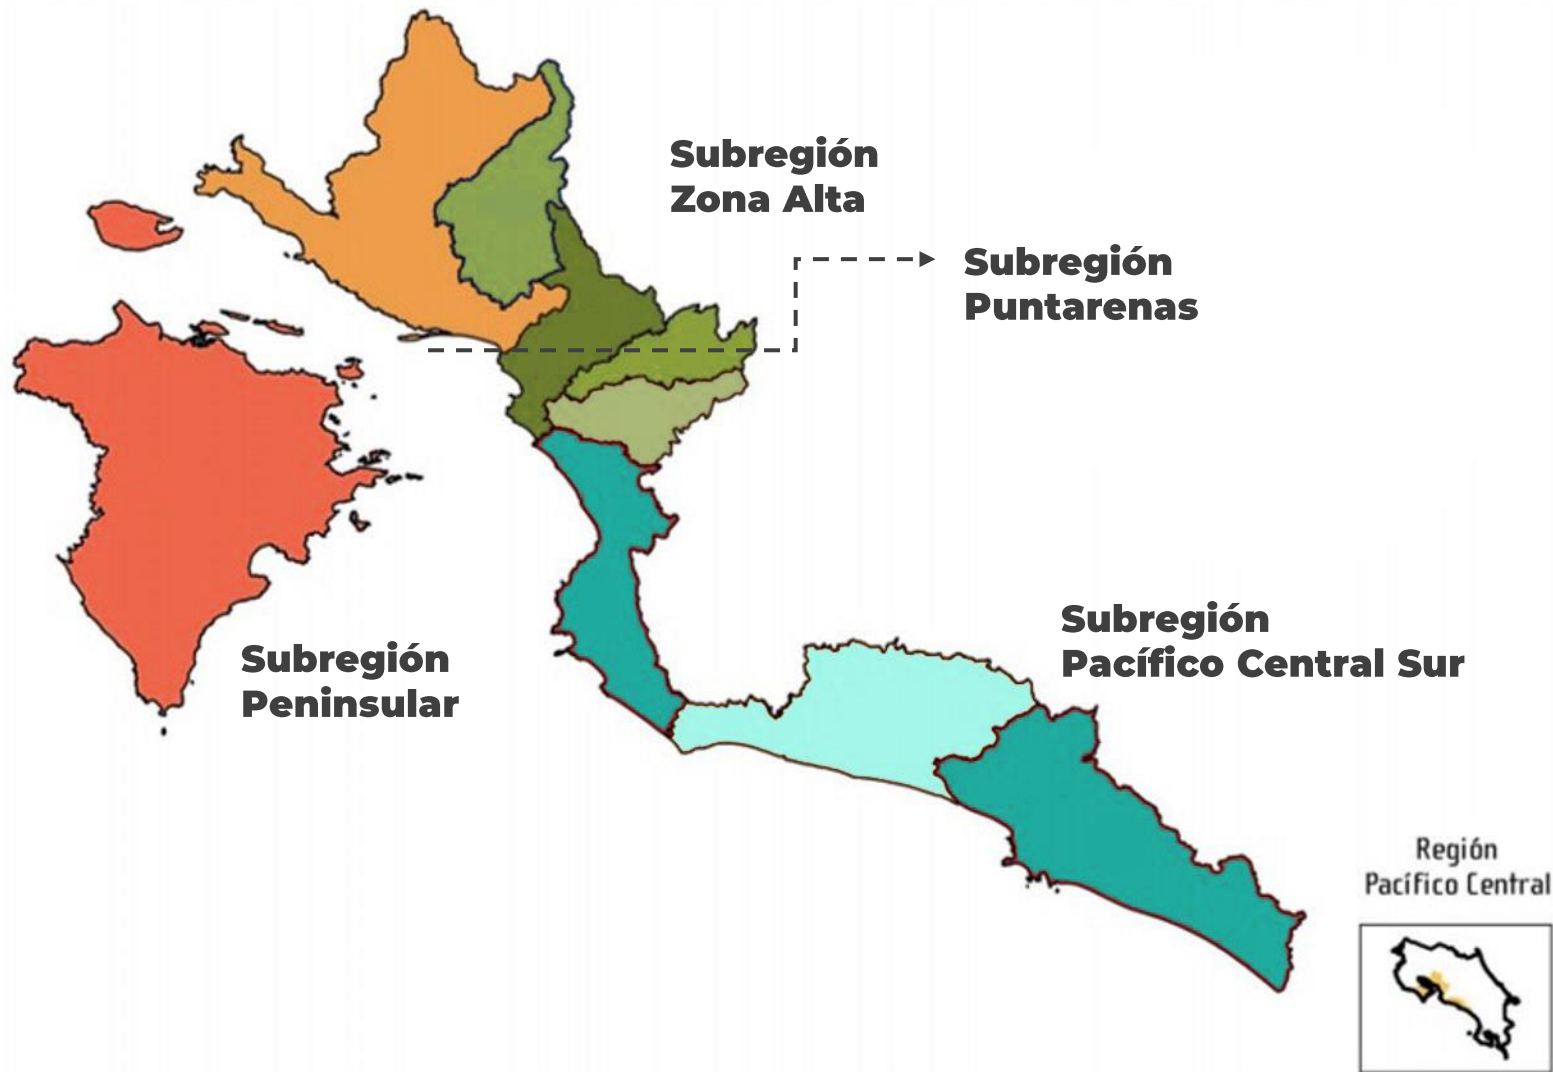 Subregión
Zona Alta
Subregión
Puntarenas
Subregión
Peninsular
Subregión
Pacífico Central Sur
Región
Pacífico Central